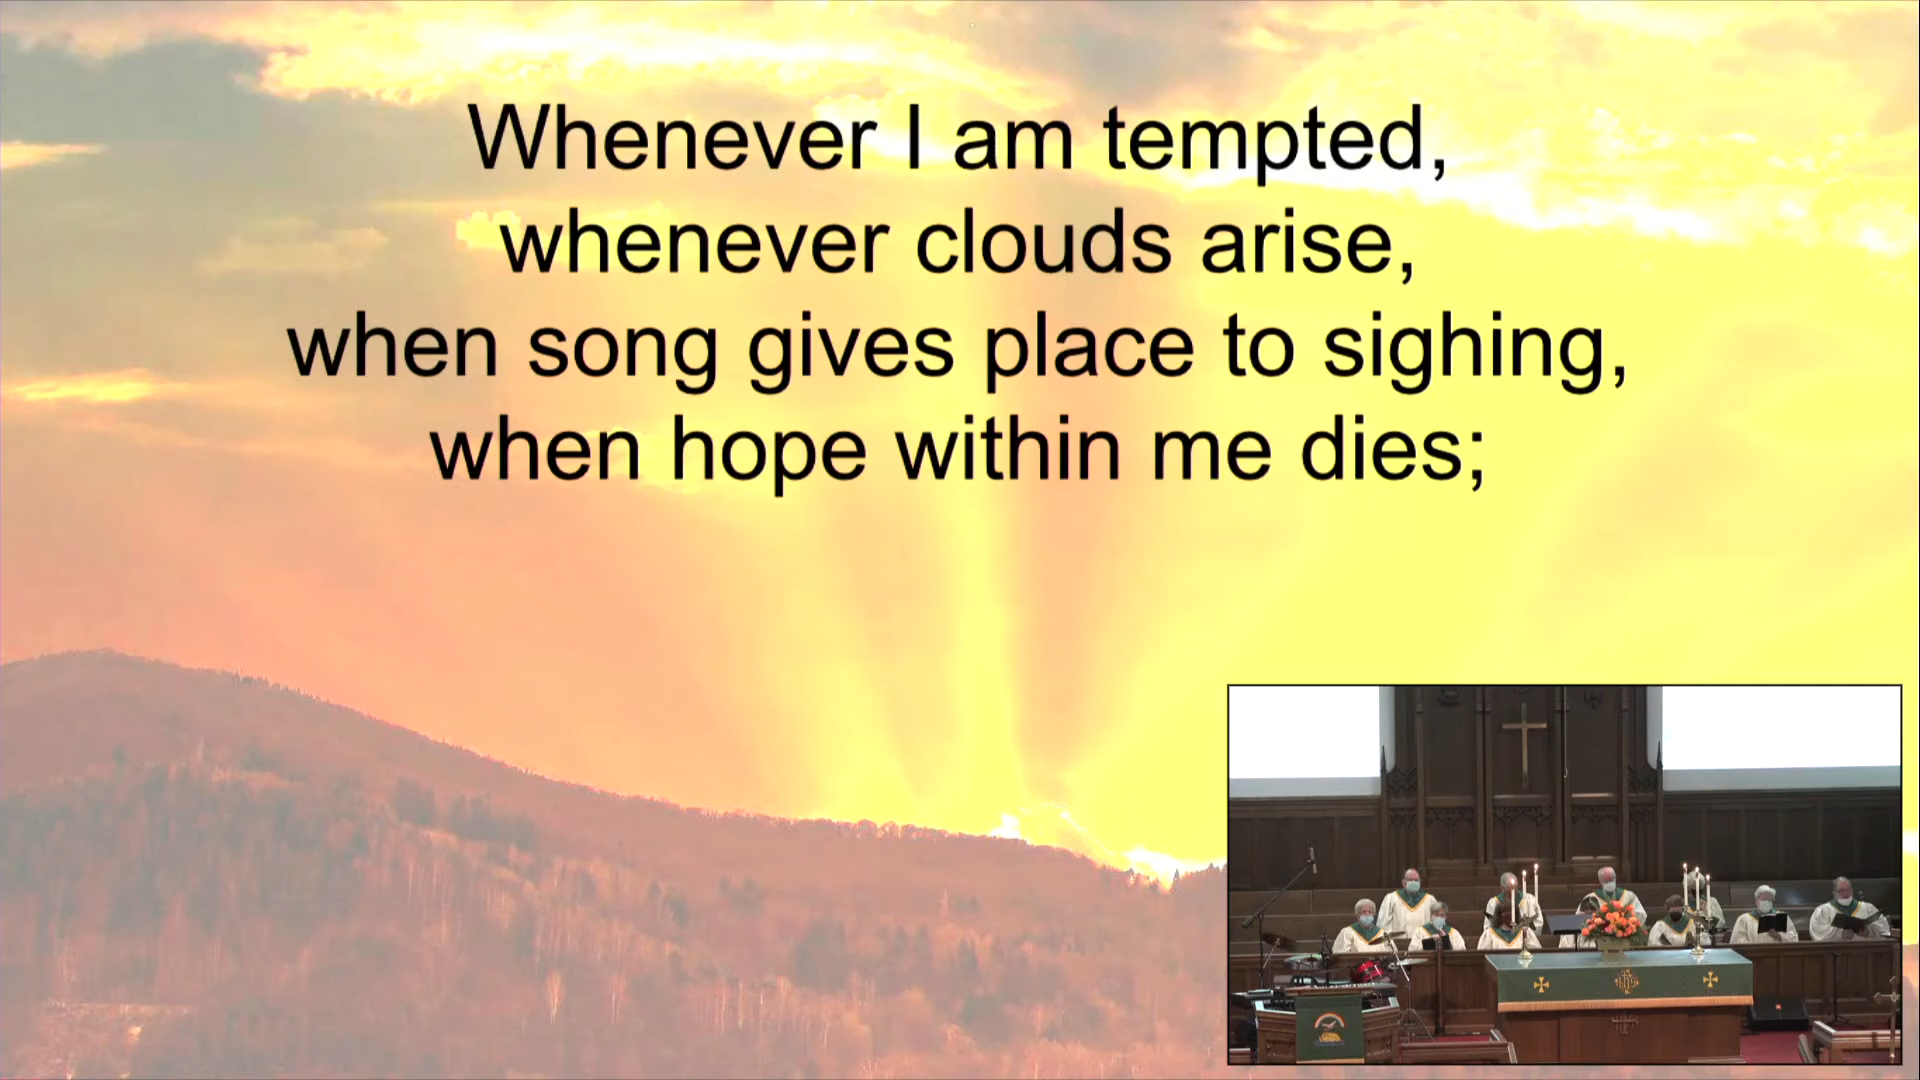 Whenever I am tempted,
whenever clouds arise,
when song gives place to sighing,
when hope within me dies;